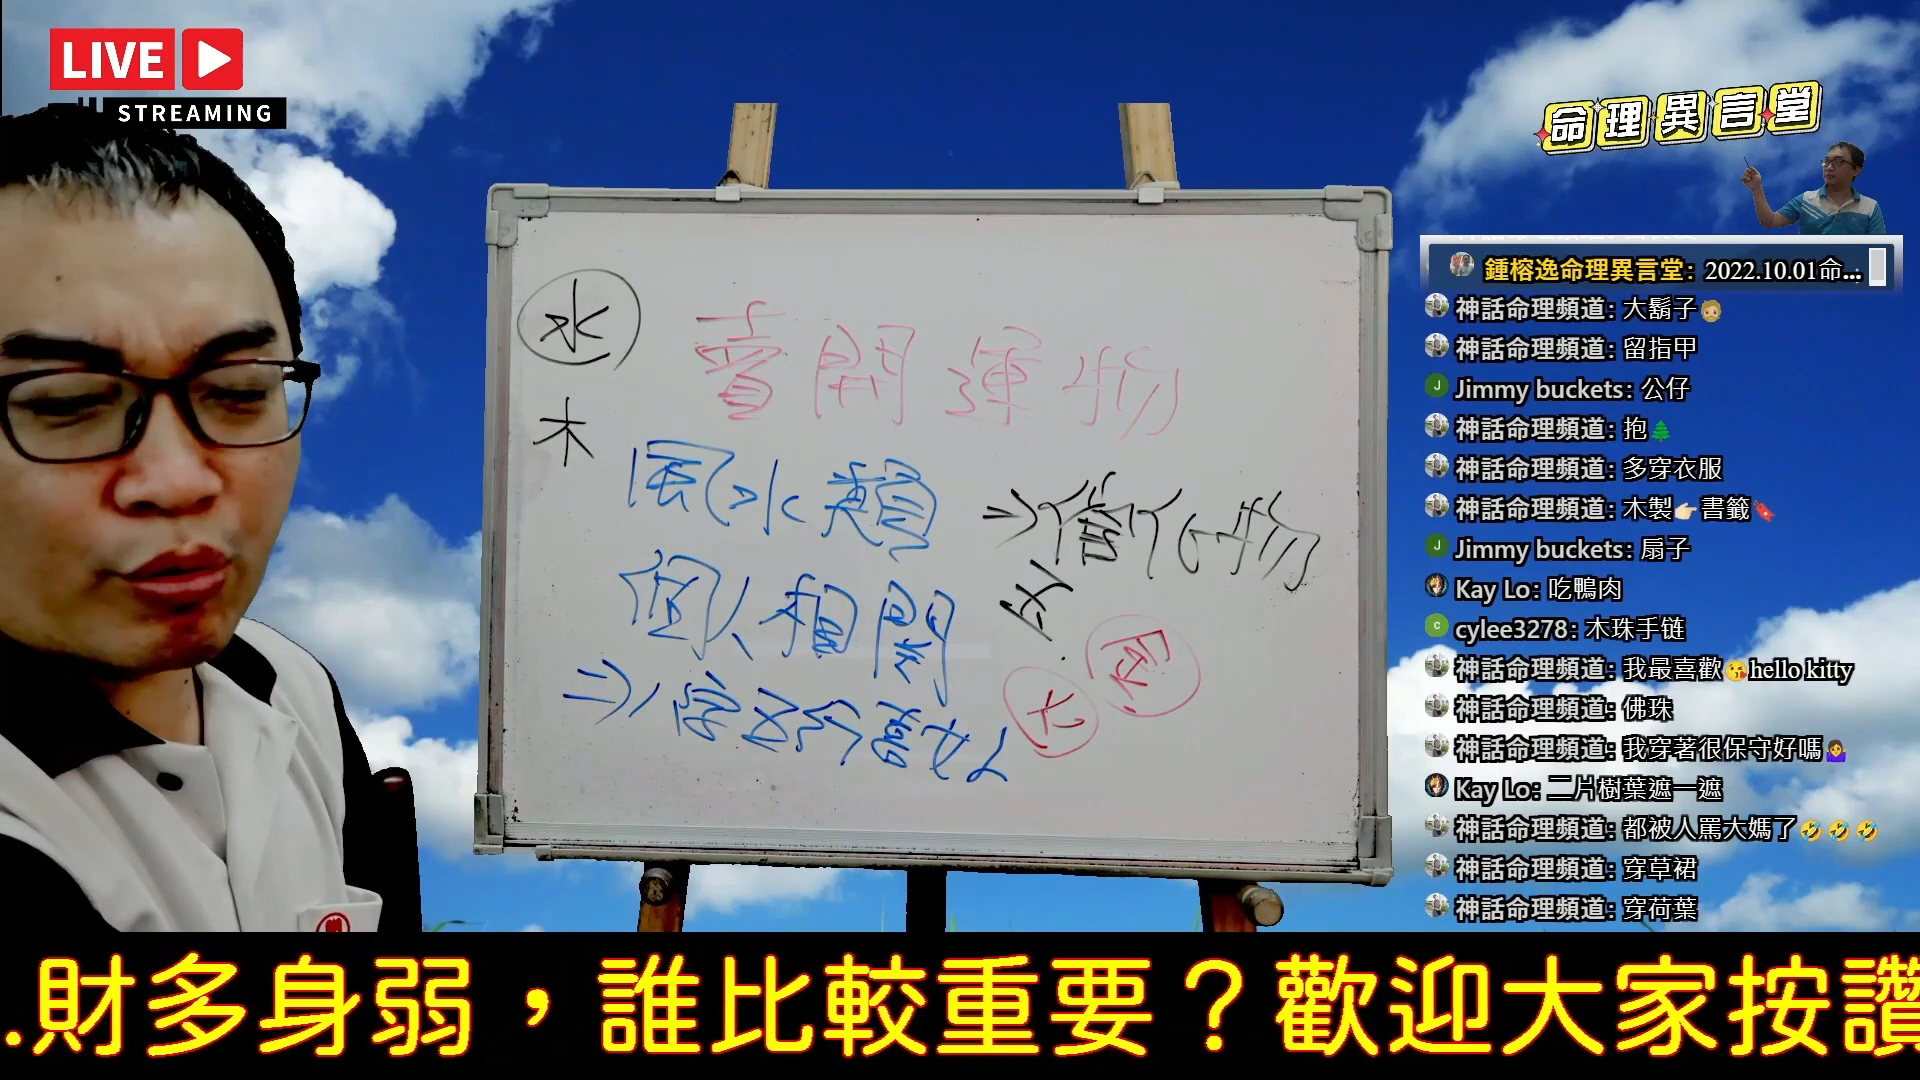 LIVE
STREAMING
命理異言堂
水
木
賣開運物
風水類
⇒ 價化物
個人相關
⇒ 1.
鍾榕逸命理異言堂: 2022.10.01命...
神話命理頻道: 大鬍子🧔🏼
神話命理頻道: 留指甲
Jimmy buckets: 公仔
神話命理頻道: 抱🌲
神話命理頻道: 多穿衣服
神話命理頻道: 木製👉🏻書籤🔖
Jimmy buckets: 扇子
Kay Lo: 吃鴨肉
cylee3278: 木珠手链
神話命理頻道: 我最喜歡😘hello kitty
神話命理頻道: 佛珠
神話命理頻道: 我穿著很保守好嗎🤷‍♀️
Kay Lo: 二片樹葉遮一遮
神話命理頻道: 都被人罵大媽了🤣🤣🤣
神話命理頻道: 穿草裙
神話命理頻道: 穿荷葉
.財多身弱，誰比較重要？歡迎大家按讚